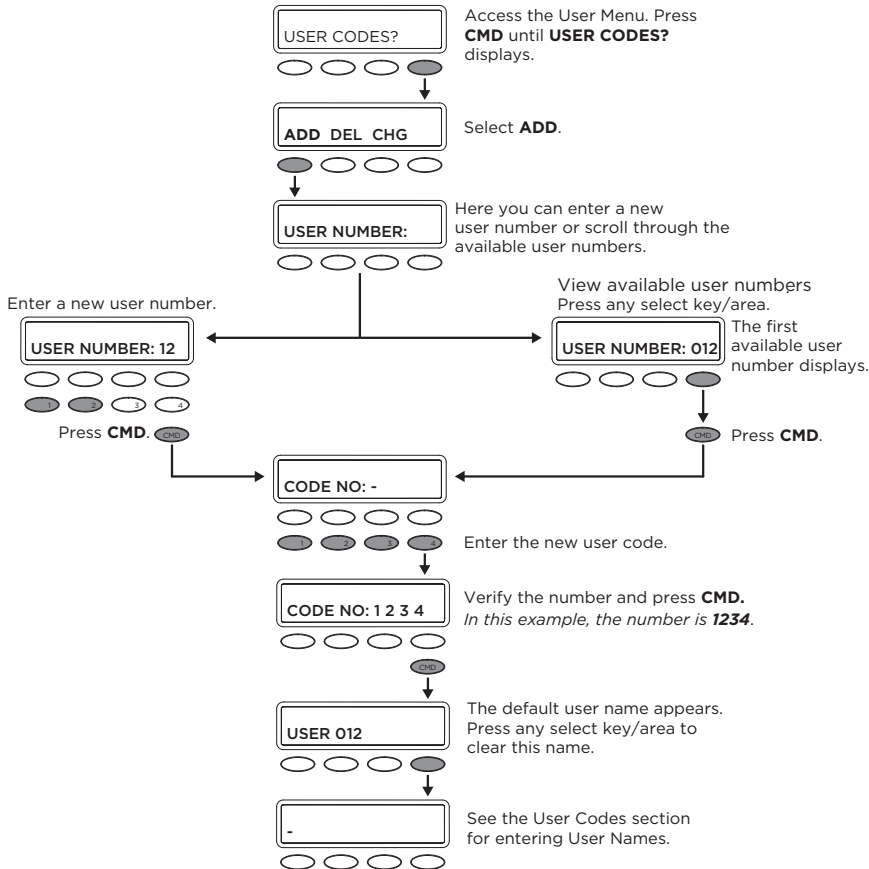 USER CODES?
Access the User Menu. Press
CMD until USER CODES?
displays.
ADD DEL CHG
Select ADD.
USER NUMBER:
Here you can enter a new
user number or scroll through the
available user numbers.
Enter a new user number.
USER NUMBER: 12
1 2 3 4
Press CMD. CMD
View available user numbers
Press any select key/area.
USER NUMBER: 012
The first
available user
number displays.
CMD Press CMD.
CODE NO: -
1 2 3 4
Enter the new user code.
CODE NO: 1 2 3 4
Verify the number and press CMD.
In this example, the number is 1234.
CMD
USER 012
The default user name appears.
Press any select key/area to
clear this name.
-
See the User Codes section
for entering User Names.